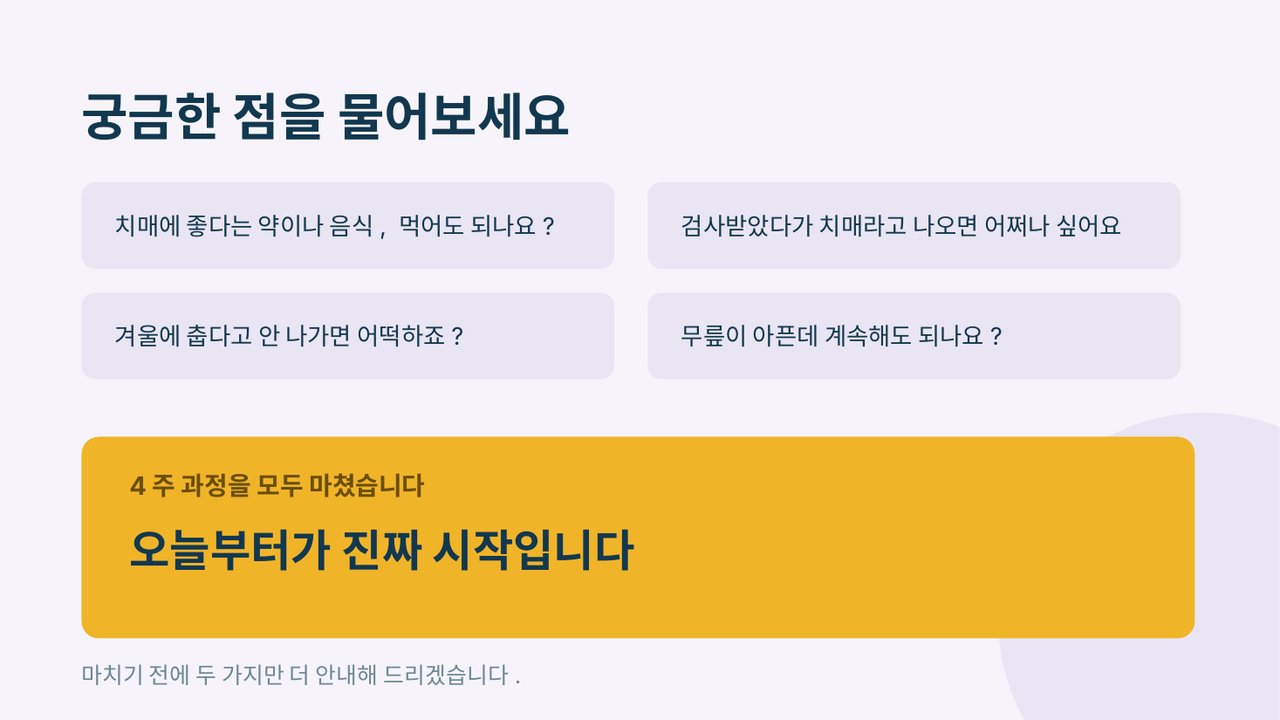 궁금한 점을 물어보세요
치매에 좋다는 약이나 음식 , 먹어도 되나요 ?
검사받았다가 치매라고 나오면 어쩌나 싶어요
겨울에 춥다고 안 나가면 어떡하죠 ?
무릎이 아픈데 계속해도 되나요 ?
4 주 과정을 모두 마쳤습니다
오늘부터가 진짜 시작입니다
마치기 전에 두 가지만 더 안내해 드리겠습니다 .